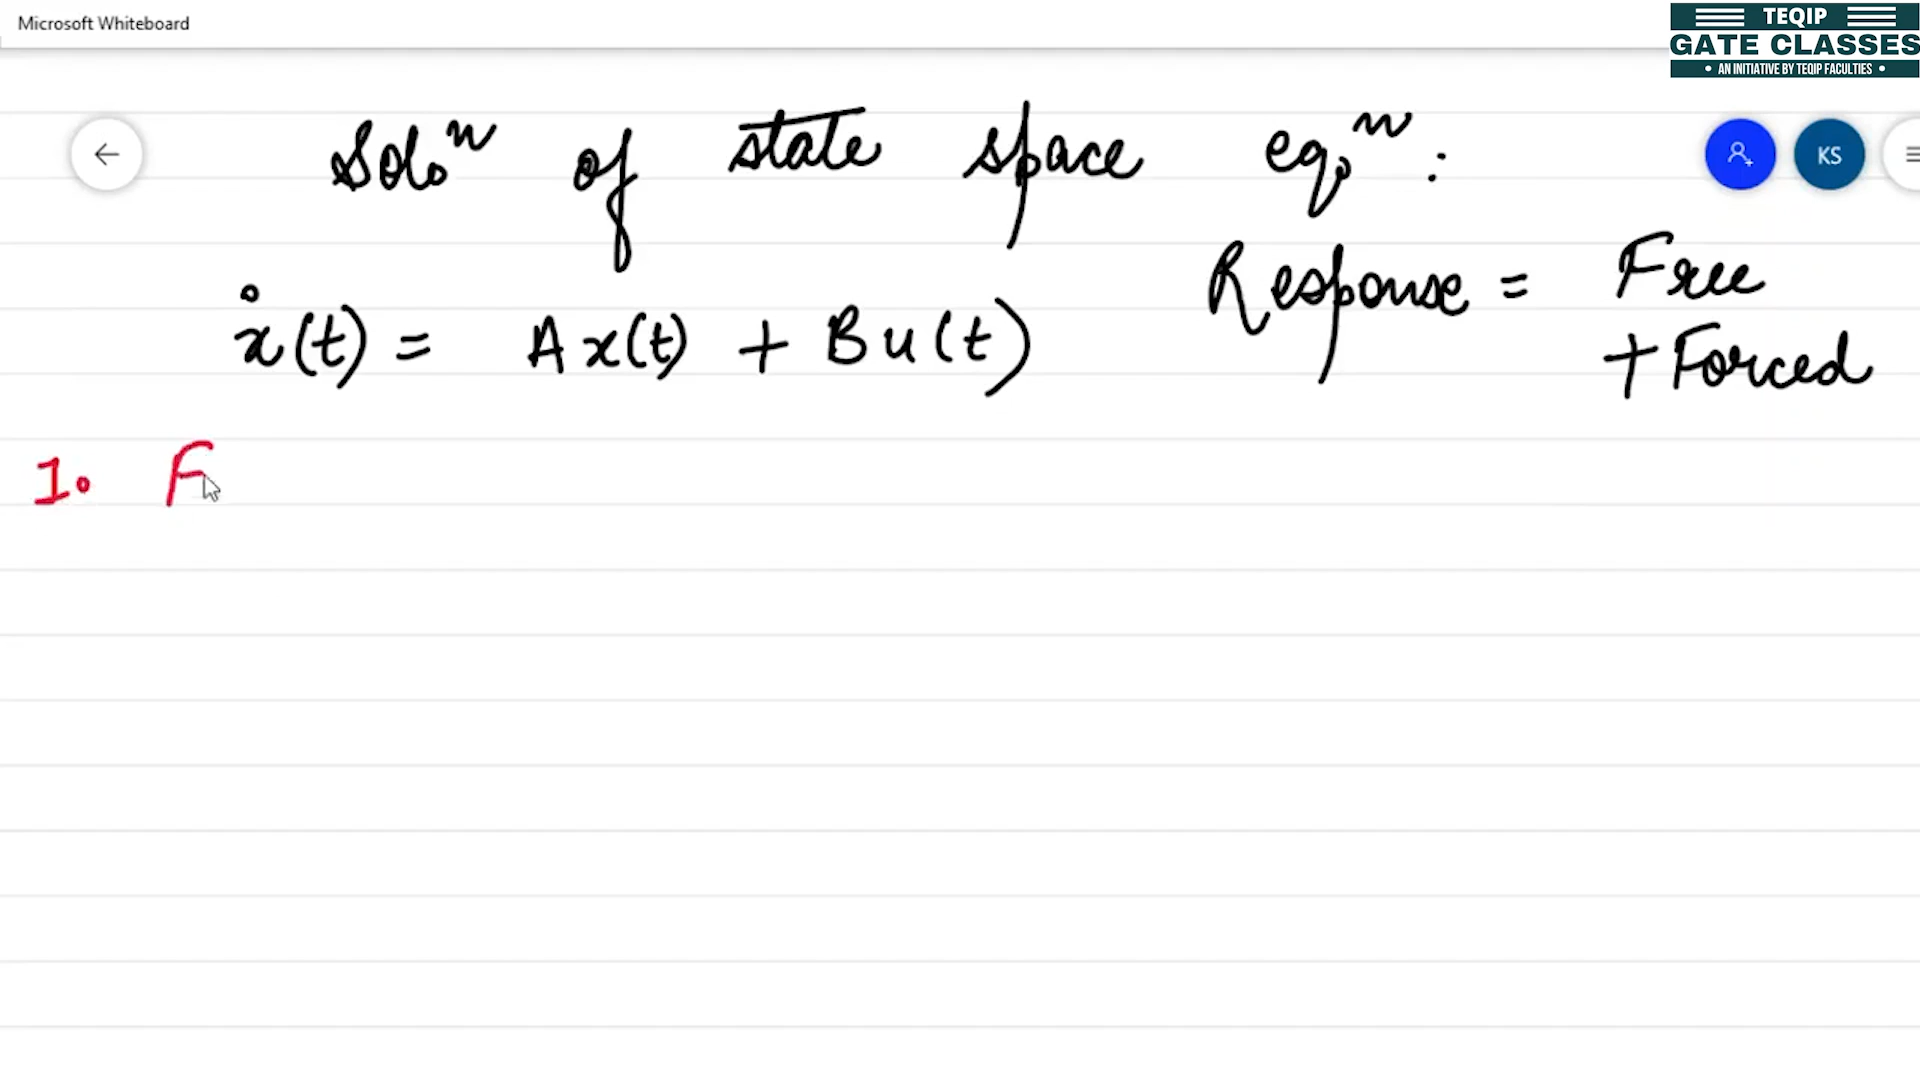 Microsoft Whiteboard
TEQIP
GATE CLASSES
• AN INITIATIVE BY TEQIP FACULTIES •
Solⁿ of state space eqⁿ :
KS
Response = Free
+ Forced
ẋ(t) = Ax(t) + Bu(t)
1. F